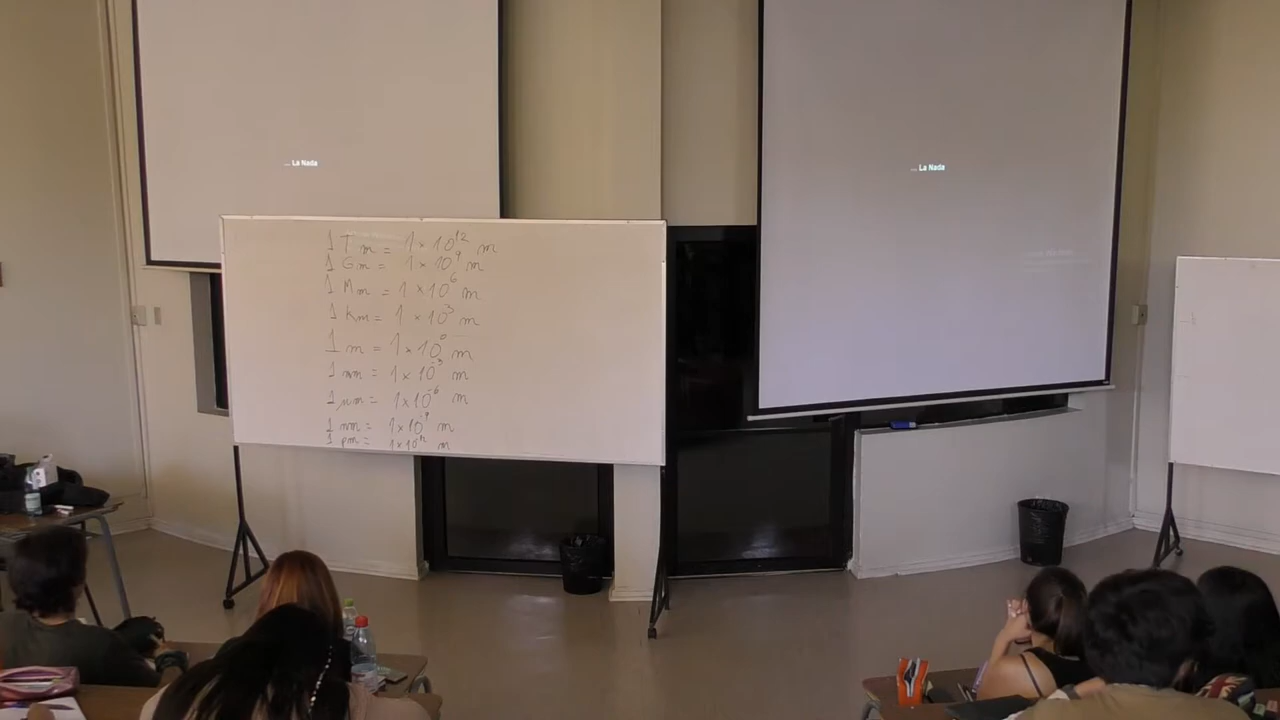 ... La Nada
... La Nada
1 Tm = 1 × 10¹² m
1 Gm = 1 × 10⁹ m
1 Mm = 1 × 10⁶ m
1 Km = 1 × 10³ m
1 m = 1 × 10⁰ m
1 mm = 1 × 10⁻³ m
1 μm = 1 × 10⁻⁶ m
1 nm = 1 × 10⁻⁹ m
1 pm = 1 × 10⁻¹² m